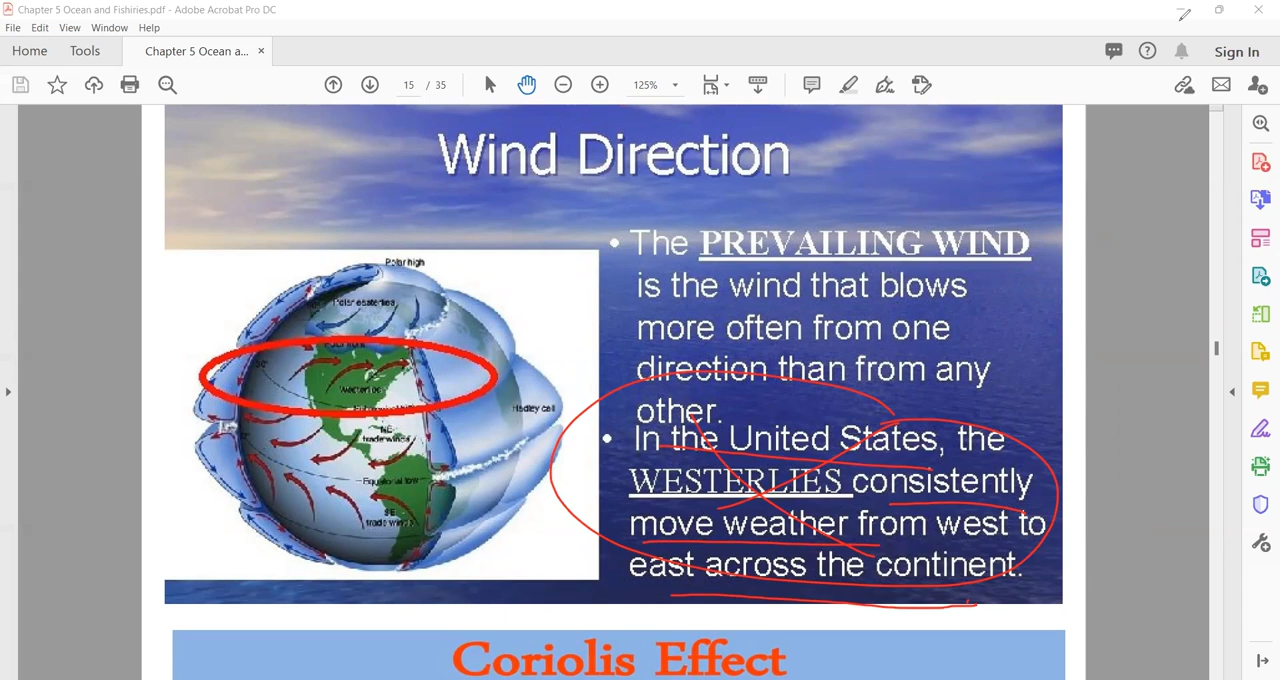 Chapter 5 Ocean and Fishiries.pdf - Adobe Acrobat Pro DC
File Edit View Window Help
Home Tools Chapter 5 Ocean a... × Sign In
15 / 35 125%
Wind Direction
• The PREVAILING WIND
is the wind that blows
more often from one
direction than from any
other.
• In the United States, the
WESTERLIES consistently
move weather from west to
east across the continent.
Polar high
Polar easterlies
Polar front
Westerlies
Hadley cell
NE
trade winds
Equatorial low
SE
trade winds
Coriolis Effect